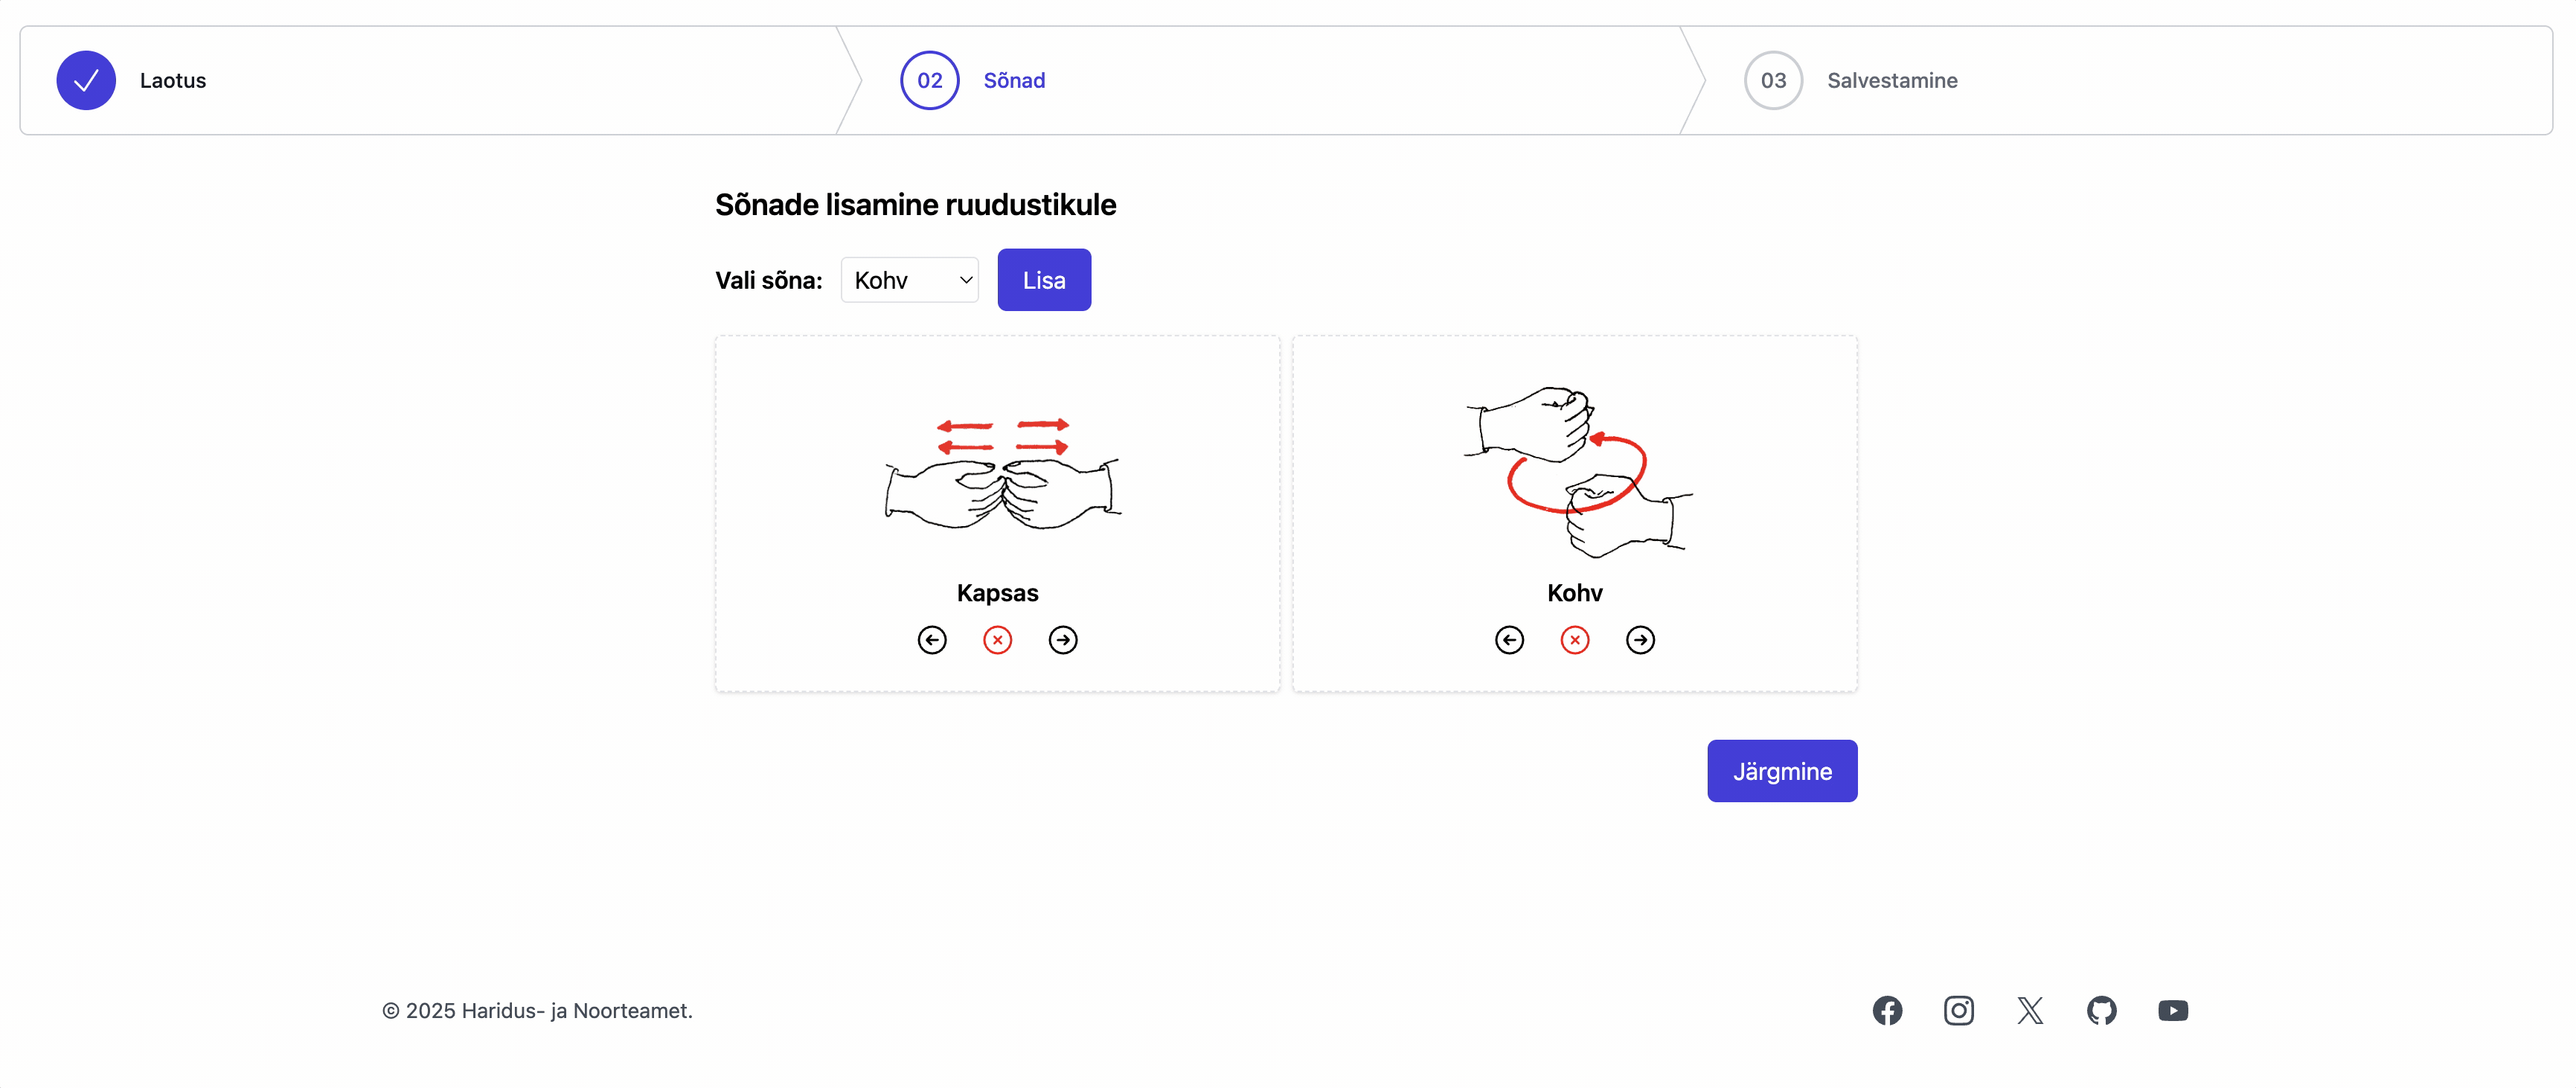 Laotus
02 Sõnad
03 Salvestamine
Sõnade lisamine ruudustikule
Vali sõna: Kohv Lisa
Kapsas
Kohv
Järgmine
© 2025 Haridus- ja Noorteamet.